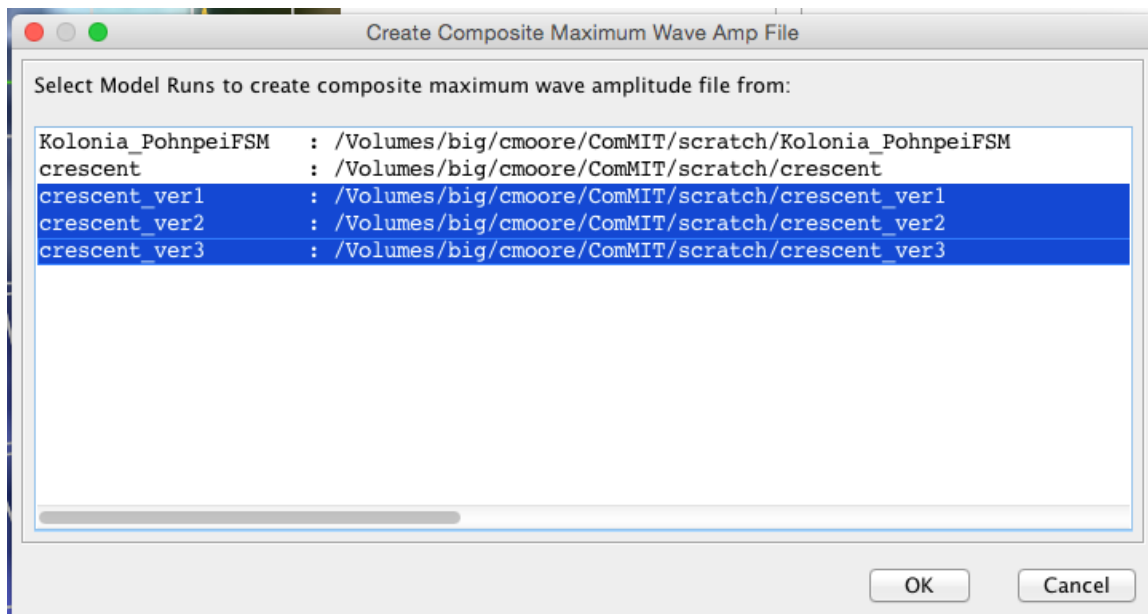 Create Composite Maximum Wave Amp File
Select Model Runs to create composite maximum wave amplitude file from:
Kolonia_PohnpeiFSM : /Volumes/big/cmoore/ComMIT/scratch/Kolonia_PohnpeiFSM
crescent : /Volumes/big/cmoore/ComMIT/scratch/crescent
crescent_ver1 : /Volumes/big/cmoore/ComMIT/scratch/crescent_ver1
crescent_ver2 : /Volumes/big/cmoore/ComMIT/scratch/crescent_ver2
crescent_ver3 : /Volumes/big/cmoore/ComMIT/scratch/crescent_ver3
OK Cancel